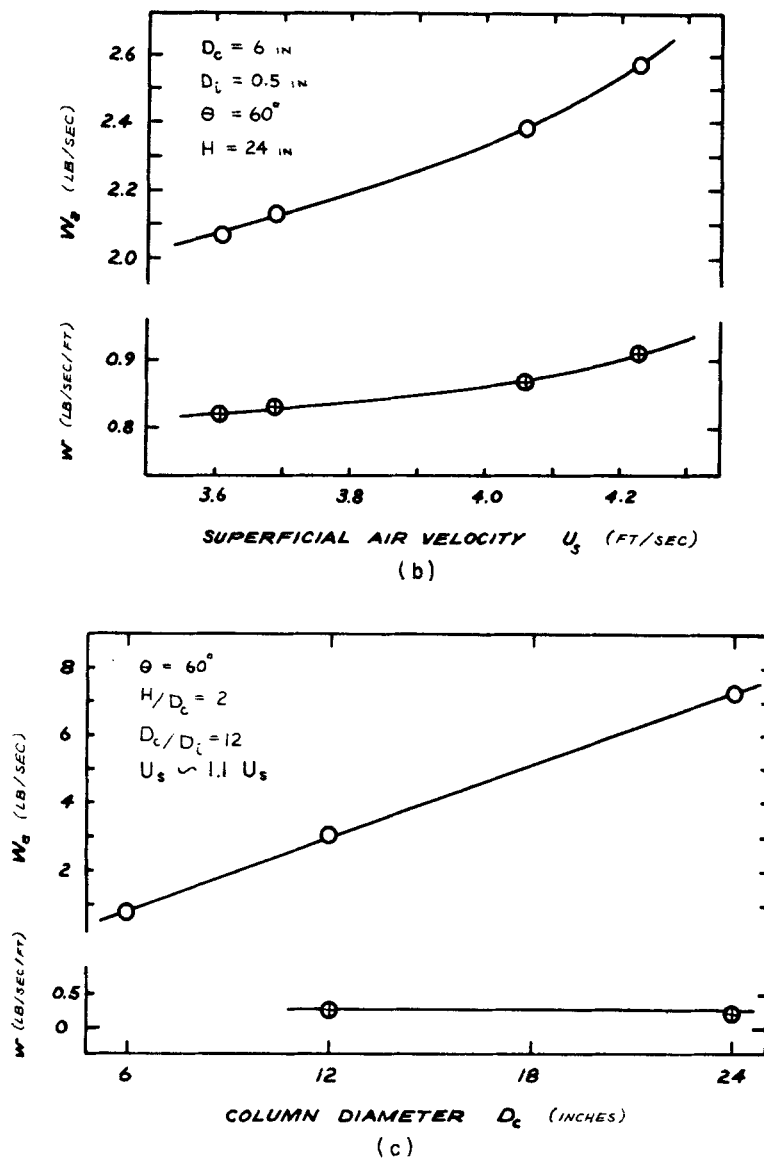 D_c = 6 IN
D_i = 0.5 IN
θ = 60°
H = 24 IN
2.6
2.4
2.2
2.0
W_a (LB/SEC)
0.9
0.8
w (LB/SEC/FT)
3.6 3.8 4.0 4.2
SUPERFICIAL AIR VELOCITY U_s (FT/SEC)
(b)
θ = 60°
H/D_c = 2
D_c/D_i = 12
U_s ∽ 1.1 U_s
8
6
4
2
W_a (LB/SEC)
0.5
0
w (LB/SEC/FT)
6 12 18 24
COLUMN DIAMETER D_c (INCHES)
(c)